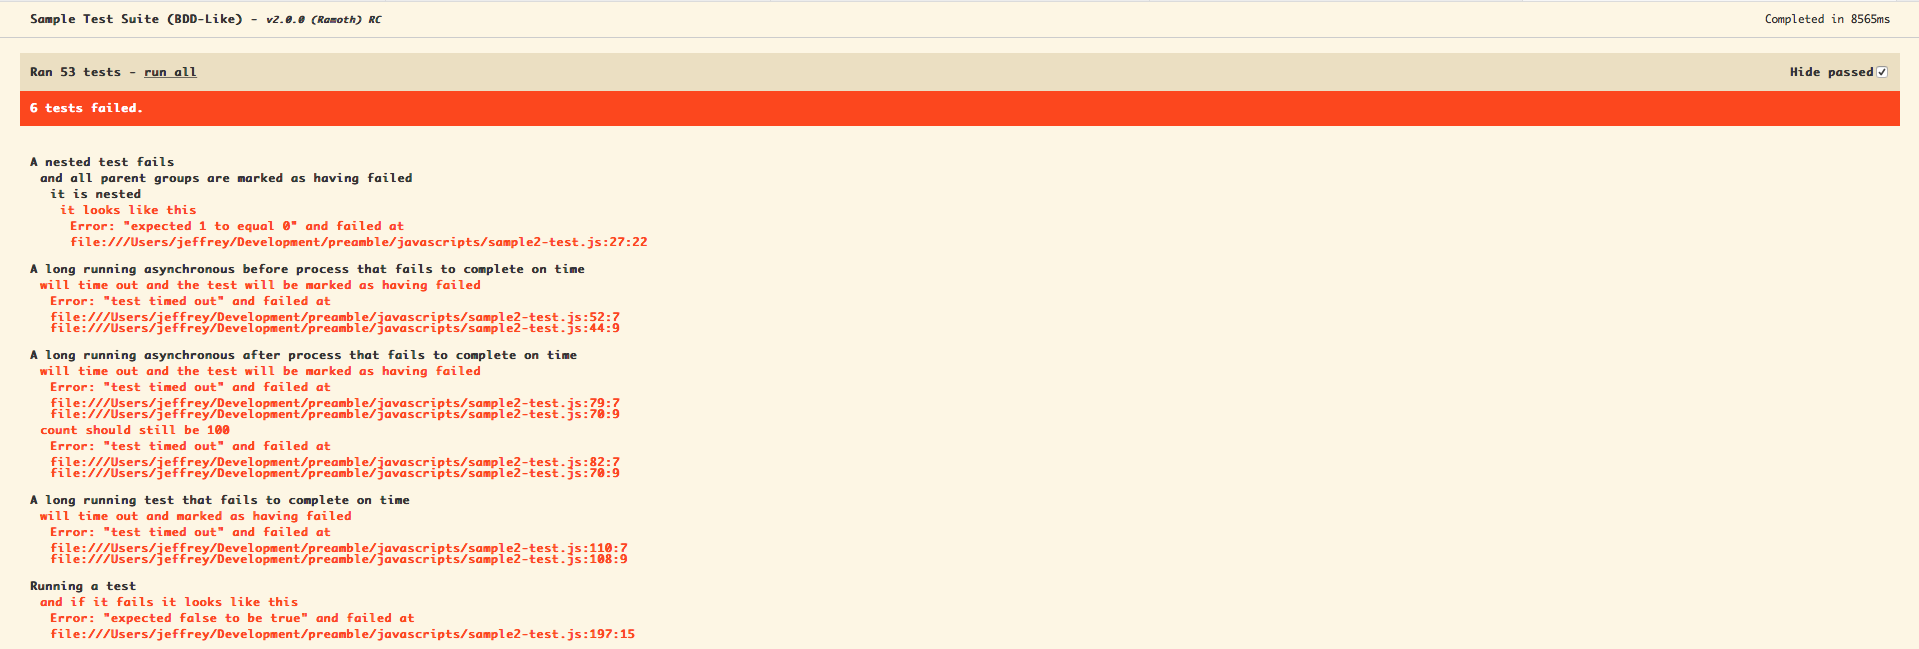 Sample Test Suite (BDD-Like) - v2.0.0 (Ramoth) RC
Completed in 8565ms
Ran 53 tests - run all
Hide passed
6 tests failed.
A nested test fails
and all parent groups are marked as having failed
it is nested
it looks like this
Error: "expected 1 to equal 0" and failed at
file:///Users/jeffrey/Development/preamble/javascripts/sample2-test.js:27:22
A long running asynchronous before process that fails to complete on time
will time out and the test will be marked as having failed
Error: "test timed out" and failed at
file:///Users/jeffrey/Development/preamble/javascripts/sample2-test.js:52:7
file:///Users/jeffrey/Development/preamble/javascripts/sample2-test.js:44:9
A long running asynchronous after process that fails to complete on time
will time out and the test will be marked as having failed
Error: "test timed out" and failed at
file:///Users/jeffrey/Development/preamble/javascripts/sample2-test.js:79:7
file:///Users/jeffrey/Development/preamble/javascripts/sample2-test.js:70:9
count should still be 100
Error: "test timed out" and failed at
file:///Users/jeffrey/Development/preamble/javascripts/sample2-test.js:82:7
file:///Users/jeffrey/Development/preamble/javascripts/sample2-test.js:70:9
A long running test that fails to complete on time
will time out and marked as having failed
Error: "test timed out" and failed at
file:///Users/jeffrey/Development/preamble/javascripts/sample2-test.js:110:7
file:///Users/jeffrey/Development/preamble/javascripts/sample2-test.js:108:9
Running a test
and if it fails it looks like this
Error: "expected false to be true" and failed at
file:///Users/jeffrey/Development/preamble/javascripts/sample2-test.js:197:15